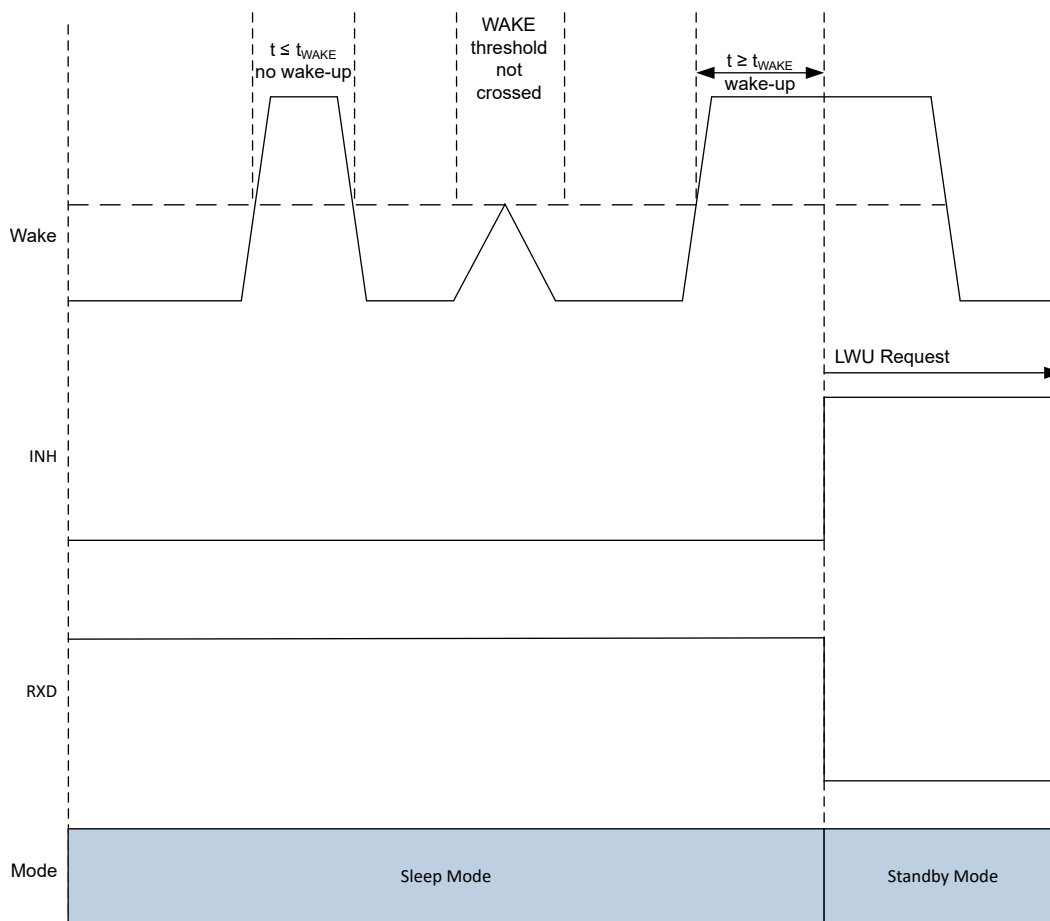 t ≤ tWAKE
no wake-up
WAKE
threshold
not
crossed
t ≥ tWAKE
wake-up
Wake
LWU Request
INH
RXD
Mode
Sleep Mode
Standby Mode